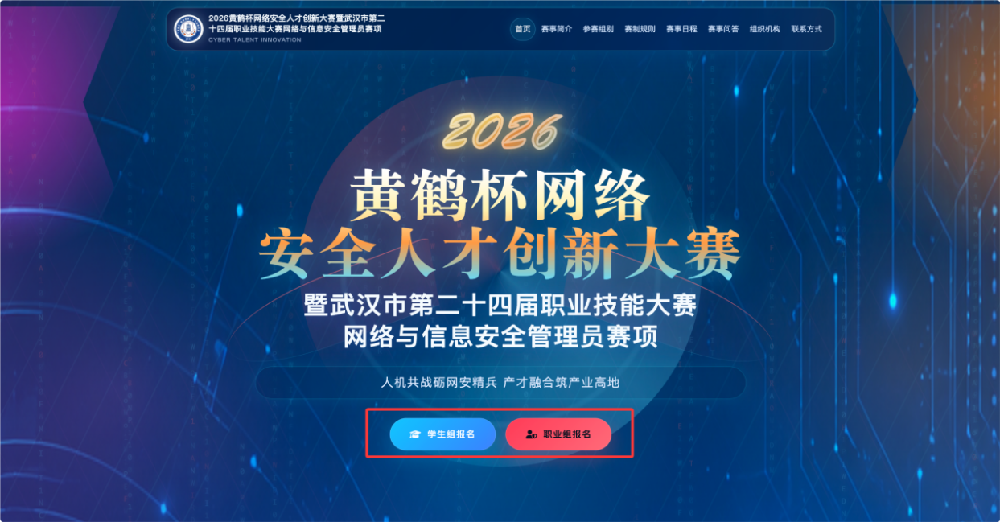 2026黄鹤杯网络安全人才创新大赛暨武汉市第二
十四届职业技能大赛网络与信息安全管理员赛项
CYBER TALENT INNOVATION
首页 赛事简介 参赛组别 赛制规则 赛事日程 赛事问答 组织机构 联系方式
2026
黄鹤杯网络
安全人才创新大赛
暨武汉市第二十四届职业技能大赛
网络与信息安全管理员赛项
人机共战砺网安精兵 产才融合筑产业高地
学生组报名 职业组报名